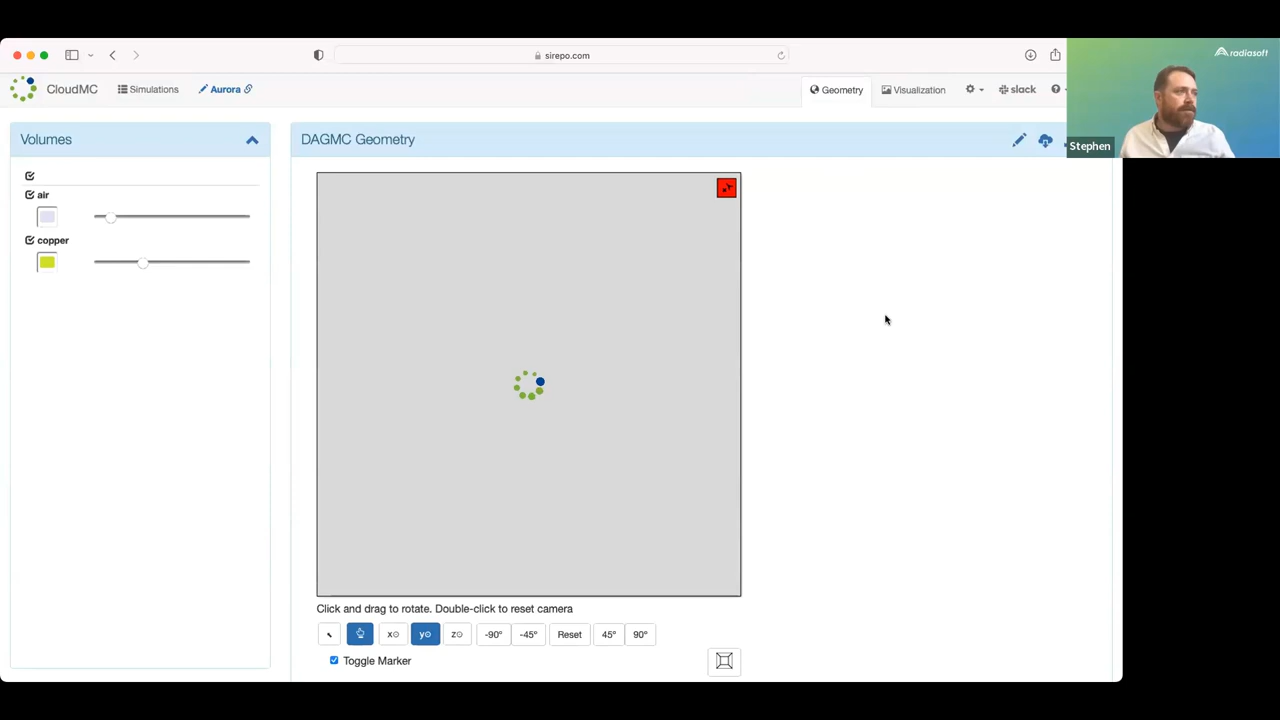 sirepo.com
radiasoft
CloudMC
Simulations
Aurora
Geometry
Visualization
slack
Stephen
Volumes
DAGMC Geometry
air
copper
Click and drag to rotate. Double-click to reset camera
x
y
z
-90°
-45°
Reset
45°
90°
Toggle Marker